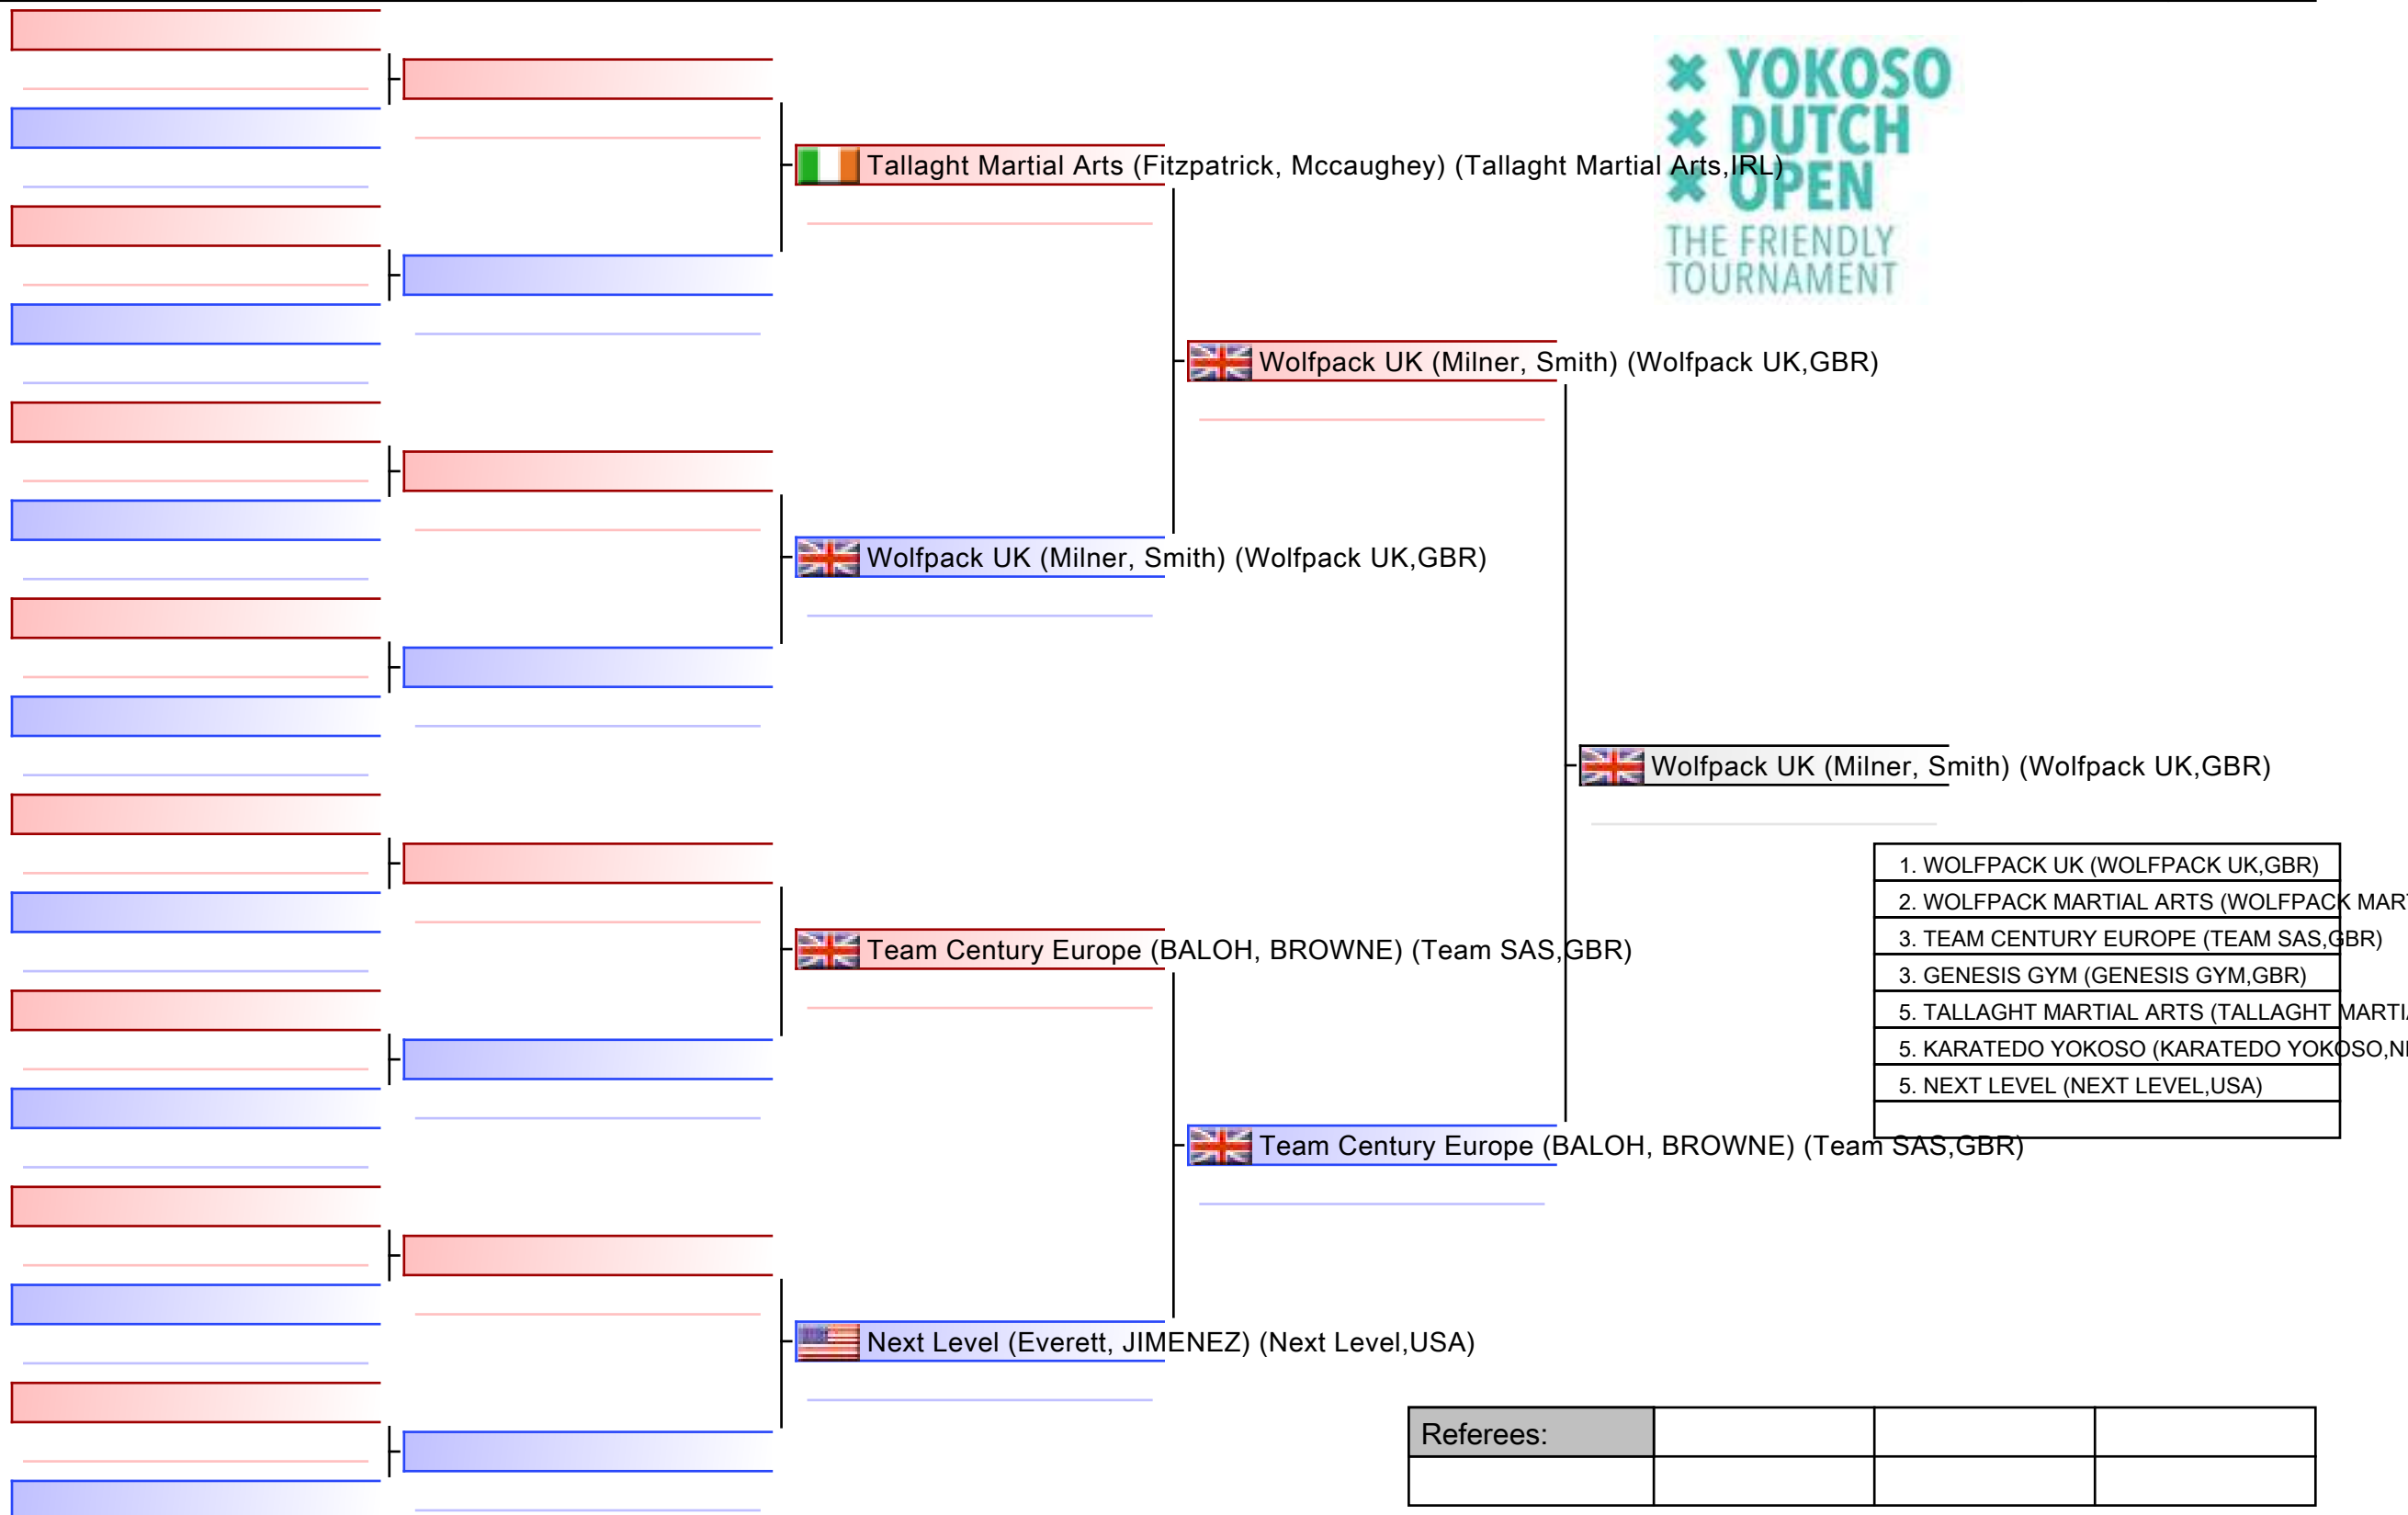 YOKOSO
DUTCH
OPEN
THE FRIENDLY
TOURNAMENT
Tallaght Martial Arts (Fitzpatrick, Mccaughey) (Tallaght Martial Arts,IRL)
Wolfpack UK (Milner, Smith) (Wolfpack UK,GBR)
Wolfpack UK (Milner, Smith) (Wolfpack UK,GBR)
Wolfpack UK (Milner, Smith) (Wolfpack UK,GBR)
Team Century Europe (BALOH, BROWNE) (Team SAS,GBR)
Team Century Europe (BALOH, BROWNE) (Team SAS,GBR)
Next Level (Everett, JIMENEZ) (Next Level,USA)
1. WOLFPACK UK (WOLFPACK UK,GBR)
2. WOLFPACK MARTIAL ARTS (WOLFPACK MART
3. TEAM CENTURY EUROPE (TEAM SAS,GBR)
3. GENESIS GYM (GENESIS GYM,GBR)
5. TALLAGHT MARTIAL ARTS (TALLAGHT MARTI
5. KARATEDO YOKOSO (KARATEDO YOKOSO,N
5. NEXT LEVEL (NEXT LEVEL,USA)
Referees: